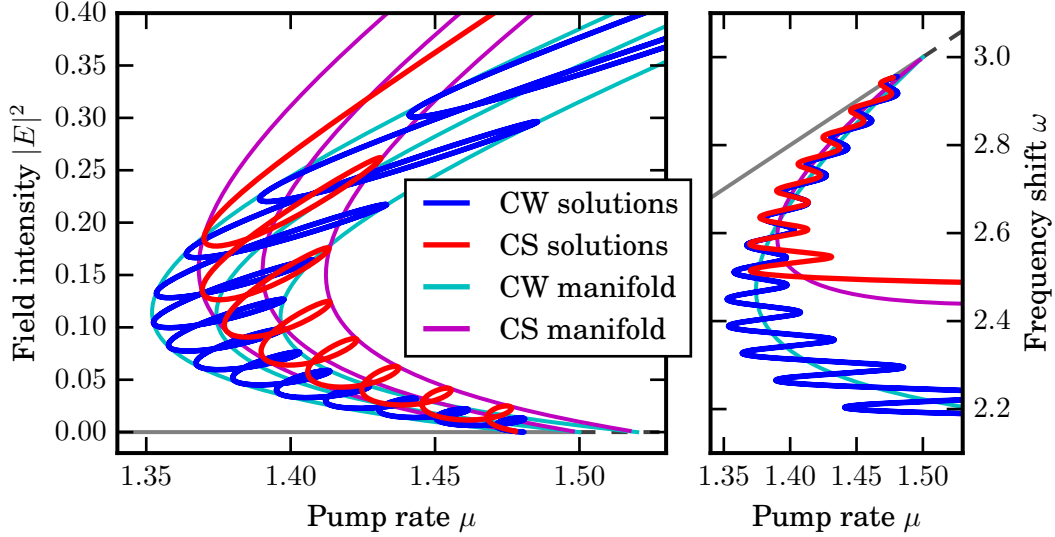 0.40
0.35
0.30
0.25
0.20
0.15
0.10
0.05
0.00
Field intensity |E|²
1.35
1.40
1.45
1.50
Pump rate μ
CW solutions
CS solutions
CW manifold
CS manifold
1.40
1.45
1.50
Pump rate μ
3.0
2.8
2.6
2.4
2.2
Frequency shift ω